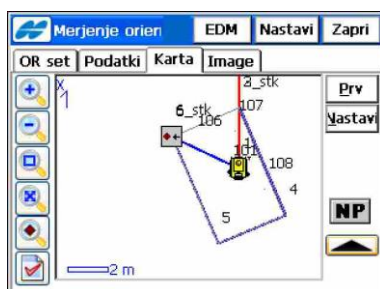 Merjenje orien EDM Nastavi Zapri
OR set Podatki Karta Image
X
3_stk
107
6_stk
106
101
108
4
5
2 m
Prv
Nastavi
NP